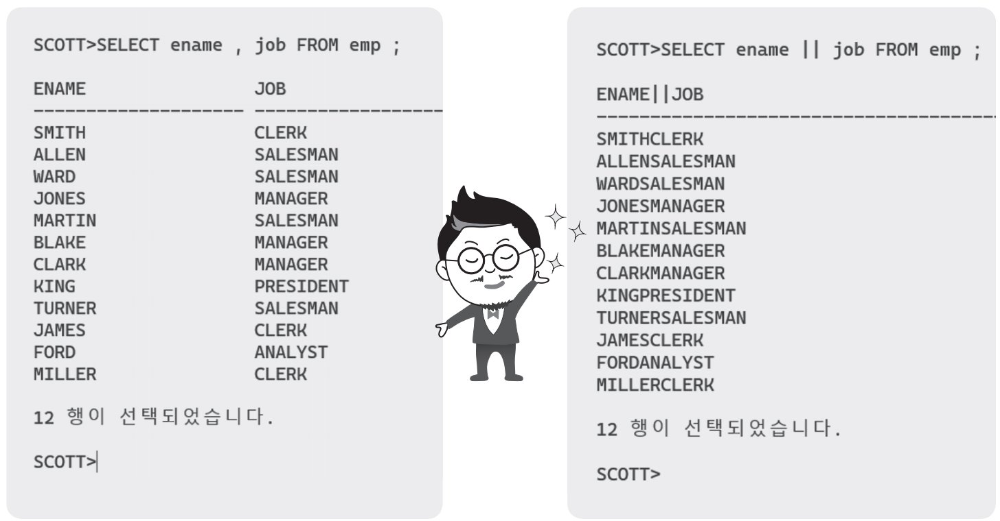 SCOTT>SELECT ename , job FROM emp ;
ENAME JOB
-------------------- ------------------
SMITH CLERK
ALLEN SALESMAN
WARD SALESMAN
JONES MANAGER
MARTIN SALESMAN
BLAKE MANAGER
CLARK MANAGER
KING PRESIDENT
TURNER SALESMAN
JAMES CLERK
FORD ANALYST
MILLER CLERK
12 행이 선택되었습니다.
SCOTT>
SCOTT>SELECT ename || job FROM emp ;
ENAME||JOB
--------------------------------------
SMITHCLERK
ALLENSALESMAN
WARDSALESMAN
JONESMANAGER
MARTINSALESMAN
BLAKEMANAGER
CLARKMANAGER
KINGPRESIDENT
TURNERSALESMAN
JAMESCLERK
FORDANALYST
MILLERCLERK
12 행이 선택되었습니다.
SCOTT>